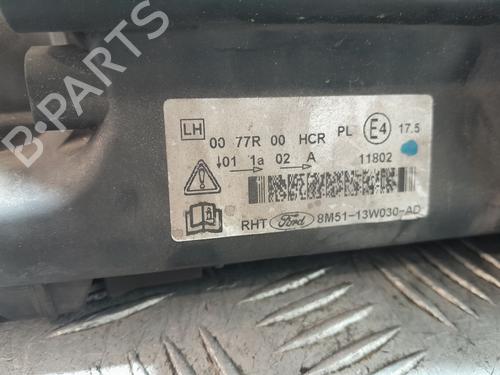 LH
00 77R 00 HCR PL E4 17.5
↓01 1a 02 A 11802
RHT Ford 8M51-13W030-AD
B-PARTS